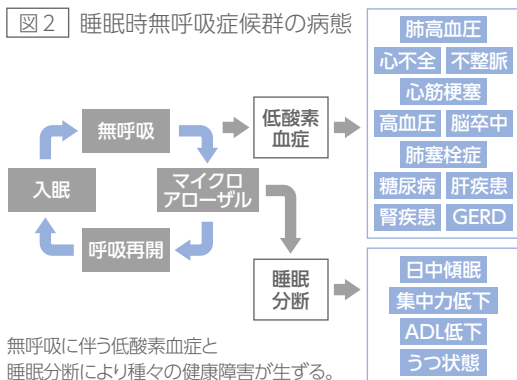 図2 睡眠時無呼吸症候群の病態
無呼吸
入眠
マイクロ
アローザル
呼吸再開
低酸素
血症
睡眠
分断
肺高血圧
心不全 不整脈
心筋梗塞
高血圧 脳卒中
肺塞栓症
糖尿病 肝疾患
腎疾患 GERD
日中傾眠
集中力低下
ADL低下
うつ状態
無呼吸に伴う低酸素血症と
睡眠分断により種々の健康障害が生ずる。